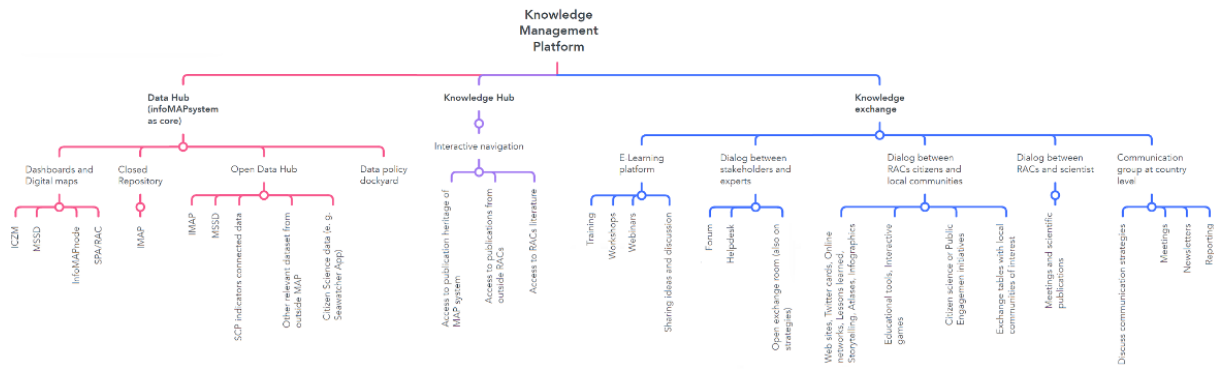 Knowledge
Management
Platform
Data Hub
(infoMAPsystem
as core)
Knowledge Hub
Knowledge
exchange
Dashboards and
Digital maps
Closed
Repository
Open Data Hub
Data policy
dockyard
Interactive navigation
E-Learning
platform
Dialog between
stakeholders and
experts
Dialog between
RACs citizens and
local communities
Dialog between
RACs and scientist
Communication
group at country
level
ICZM
MSSD
InfoMAPnode
SPA/RAC
IMAP
IMAP
MSSD
SCP indicators connected data
Other relevant dataset from
outside MAP
Citizen Science data (e. g.
Seawatcher App)
Access to publication heritage of
MAP system
Access to publications from
outside RACs
Access to RACs literature
Training
Workshops
Webinars
Sharing ideas and discussion
Forum
Helpdesk
Open exchange room (also on
strategies)
Web sites, Twitter cards, Online
networks, Lessons learned,
Storytalling, Atlases, Infographics
Educational tools, Interactive
games
Citizen science or Public
Engagemen initiatives
Exchange tables with local
communities of interest
Meetings and scientific
publications
Discuss communication strategies
Meetings
Newsletters
Reporting